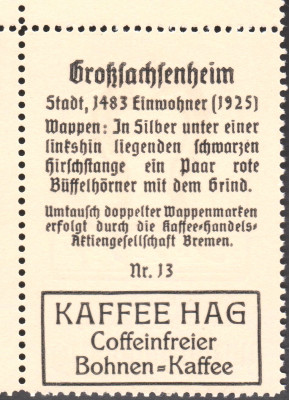 Großsachsenheim
Stadt, 1483 Einwohner (1925)
Wappen: In Silber unter einer
linkshin liegenden schwarzen
Hirschstange ein Paar rote
Büffelhörner mit dem Grind.
Umtausch doppelter Wappenmarken
erfolgt durch die Kaffee-Handels-
Aktiengesellschaft Bremen.
Nr. 13
KAFFEE HAG
Coffeinfreier
Bohnen=Kaffee